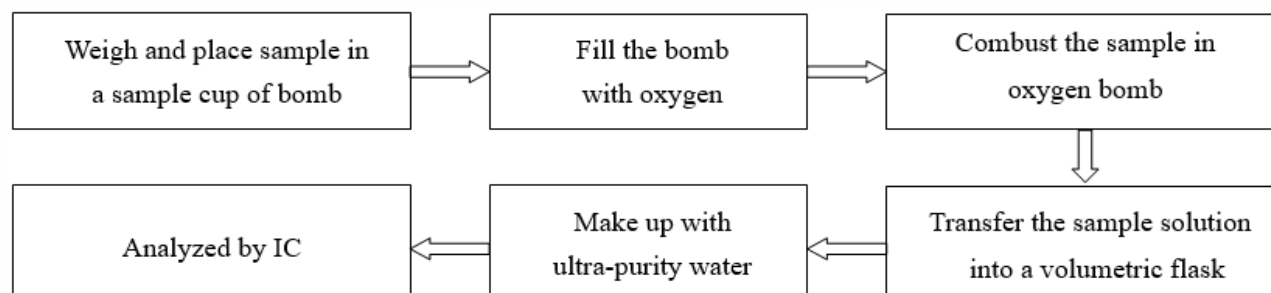 Weigh and place sample in
a sample cup of bomb
Fill the bomb
with oxygen
Combust the sample in
oxygen bomb
Transfer the sample solution
into a volumetric flask
Make up with
ultra-purity water
Analyzed by IC